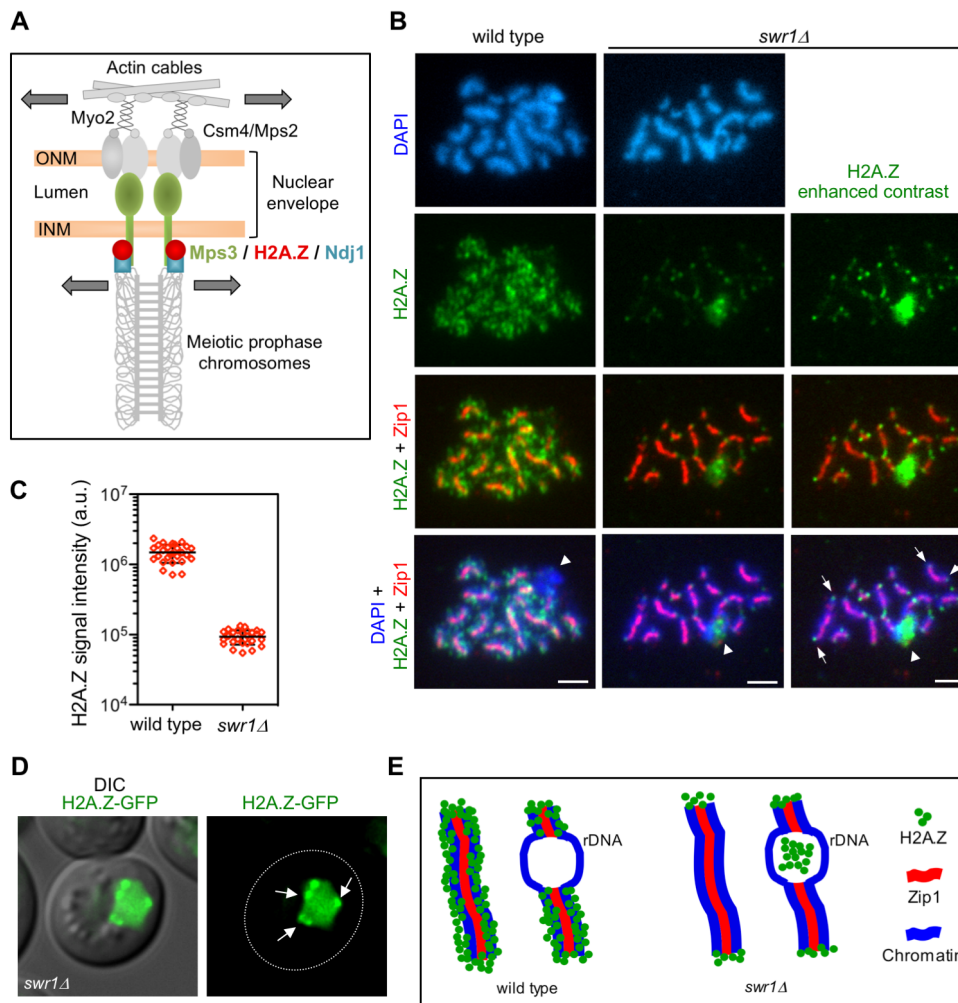 A
Actin cables
Myo2
Csm4/Mps2
ONM
Lumen
Nuclear
envelope
INM
Mps3 / H2A.Z / Ndj1
Meiotic prophase
chromosomes
B
wild type
swr1Δ
DAPI
H2A.Z
enhanced contrast
H2A.Z
H2A.Z + Zip1
DAPI +
H2A.Z + Zip1
C
H2A.Z signal intensity (a.u.)
10⁷
10⁶
10⁵
10⁴
wild type
swr1Δ
D
DIC
H2A.Z-GFP
H2A.Z-GFP
swr1Δ
E
rDNA
rDNA
H2A.Z
Zip1
Chromatin
wild type
swr1Δ